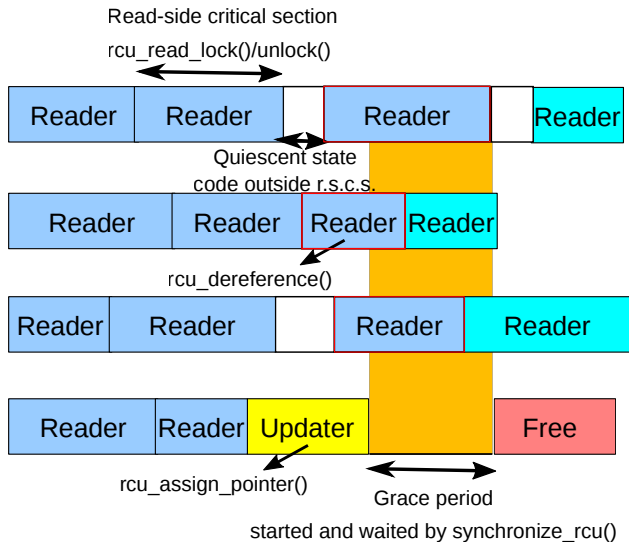 Read-side critical section
rcu_read_lock()/unlock()
Reader Reader Reader Reader
Quiescent state
code outside r.s.c.s.
Reader Reader Reader Reader
rcu_dereference()
Reader Reader Reader Reader
Reader Reader Updater Free
rcu_assign_pointer()
Grace period
started and waited by synchronize_rcu()